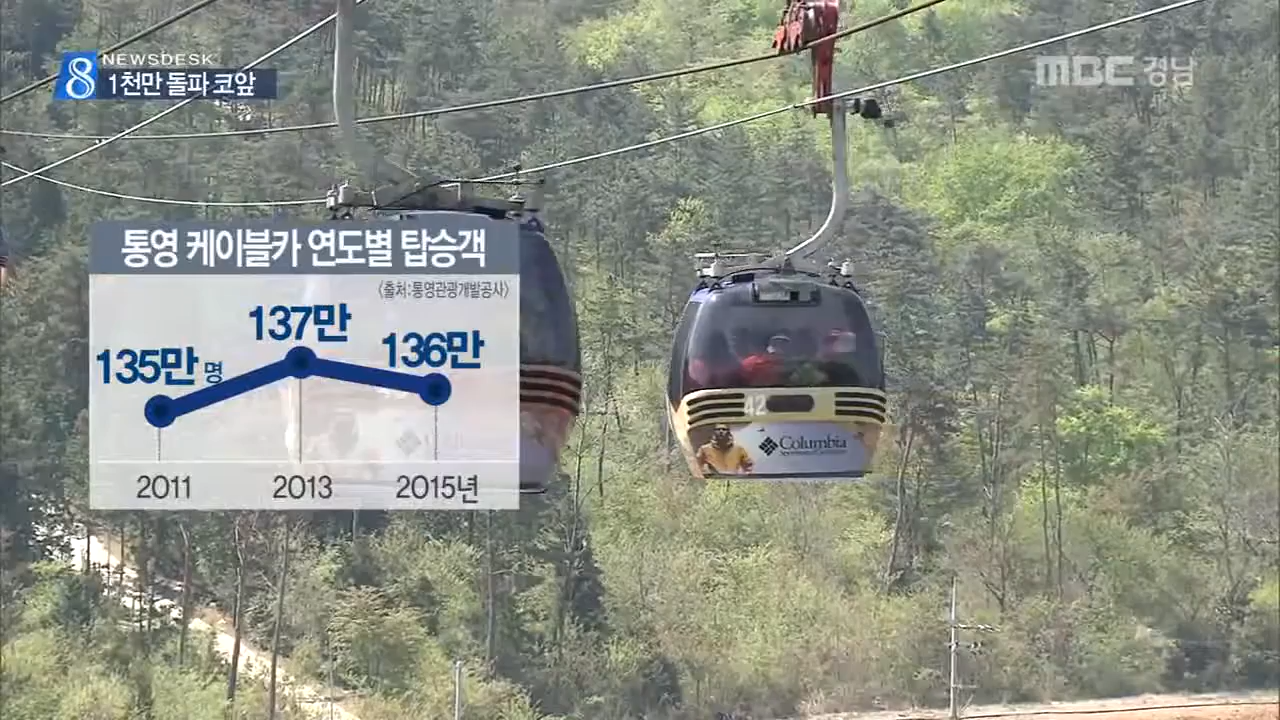 NEWSDESK
8 1천만 돌파 코앞
MBC 경남
통영 케이블카 연도별 탑승객
<출처:통영관광개발공사>
135만 명
137만
136만
2011
2013
2015년
42
Columbia